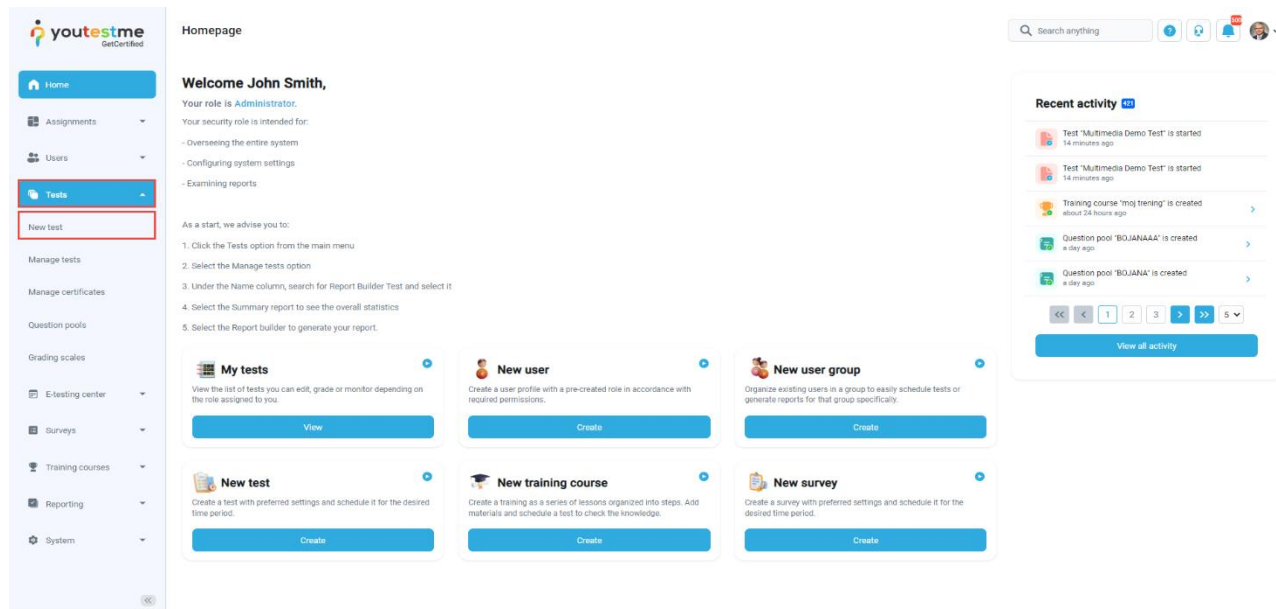 youtestme
GetCertified
Homepage
Search anything
500
Home
Assignments
Users
Tests
New test
Manage tests
Manage certificates
Question pools
Grading scales
E-testing center
Surveys
Training courses
Reporting
System
Welcome John Smith,
Your role is Administrator.
Your security role is intended for:
- Overseeing the entire system
- Configuring system settings
- Examining reports
As a start, we advise you to:
1. Click the Tests option from the main menu
2. Select the Manage tests option
3. Under the Name column, search for Report Builder Test and select it
4. Select the Summary report to see the overall statistics
5. Select the Report builder to generate your report.
My tests
View the list of tests you can edit, grade or monitor depending on
the role assigned to you.
View
New user
Create a user profile with a pre-created role in accordance with
required permissions.
Create
New user group
Organize existing users in a group to easily schedule tests or
generate reports for that group specifically.
Create
New test
Create a test with preferred settings and schedule it for the desired
time period.
Create
New training course
Create a training as a series of lessons organized into steps. Add
materials and schedule a test to check the knowledge.
Create
New survey
Create a survey with preferred settings and schedule it for the
desired time period.
Create
Recent activity 421
Test "Multimedia Demo Test" is started
14 minutes ago
Test "Multimedia Demo Test" is started
14 minutes ago
Training course "moj trening" is created
about 24 hours ago
Question pool "BOJANAAA" is created
a day ago
Question pool "BOJANA" is created
a day ago
<< < 1 2 3 > >> 5
View all activity